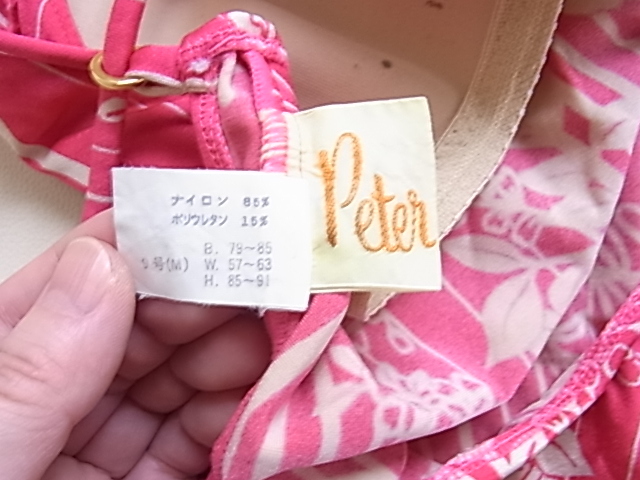 ナイロン 85%
ポリウレタン 15%
B. 79~85
9号(M) W. 57~63
H. 85~91
Peter